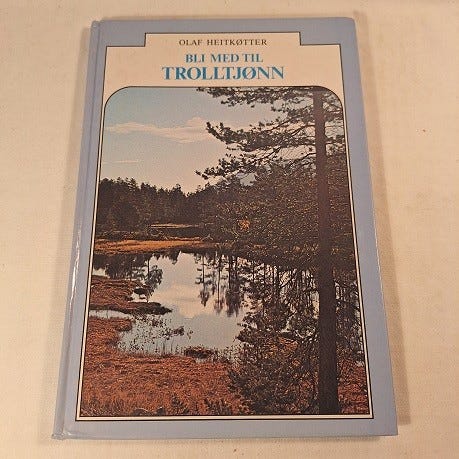 OLAF HEITKØTTER
BLI MED TIL
TROLLTJØNN